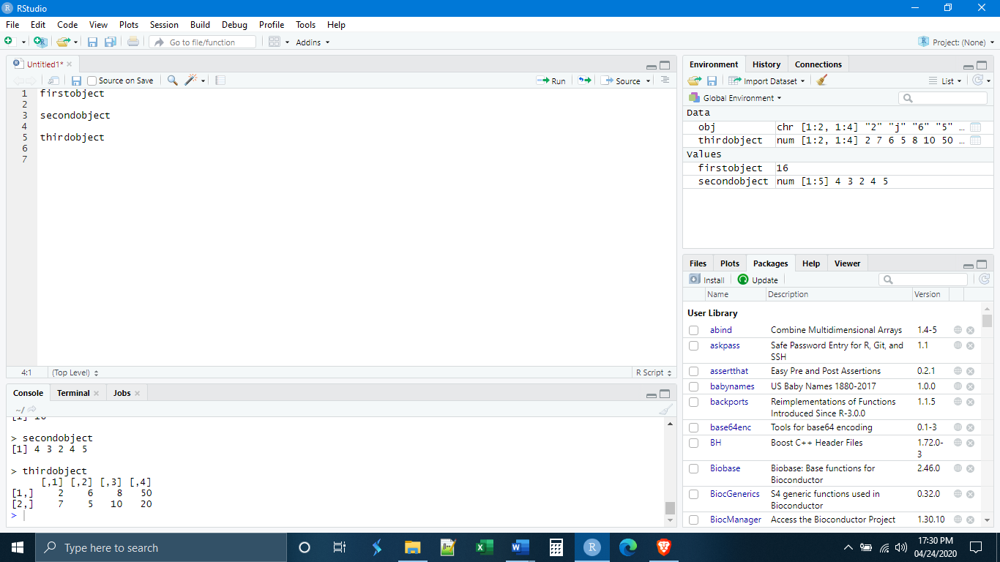 RStudio
File Edit Code View Plots Session Build Debug Profile Tools Help
Go to file/function Addins Project: (None)
Untitled1*
Source on Save Run Source
1 firstobject
2
3 secondobject
4
5 thirdobject
6
7
4:1 (Top Level) R Script
Console Terminal Jobs
~/
[1] 16
> secondobject
[1] 4 3 2 4 5
> thirdobject
[,1] [,2] [,3] [,4]
[1,] 2 6 8 50
[2,] 7 5 10 20
>
Environment History Connections
Import Dataset List
Global Environment
Data
obj chr [1:2, 1:4] "2" "j" "6" "5" …
thirdobject num [1:2, 1:4] 2 7 6 5 8 10 50 …
Values
firstobject 16
secondobject num [1:5] 4 3 2 4 5
Files Plots Packages Help Viewer
Install Update
Name Description Version
User Library
abind Combine Multidimensional Arrays 1.4-5
askpass Safe Password Entry for R, Git, and 1.1
SSH
assertthat Easy Pre and Post Assertions 0.2.1
babynames US Baby Names 1880-2017 1.0.0
backports Reimplementations of Functions 1.1.5
Introduced Since R-3.0.0
base64enc Tools for base64 encoding 0.1-3
BH Boost C++ Header Files 1.72.0-
3
Biobase Biobase: Base functions for 2.46.0
Bioconductor
BiocGenerics S4 generic functions used in 0.32.0
Bioconductor
BiocManager Access the Bioconductor Project 1.30.10
Type here to search
17:30 PM
04/24/2020